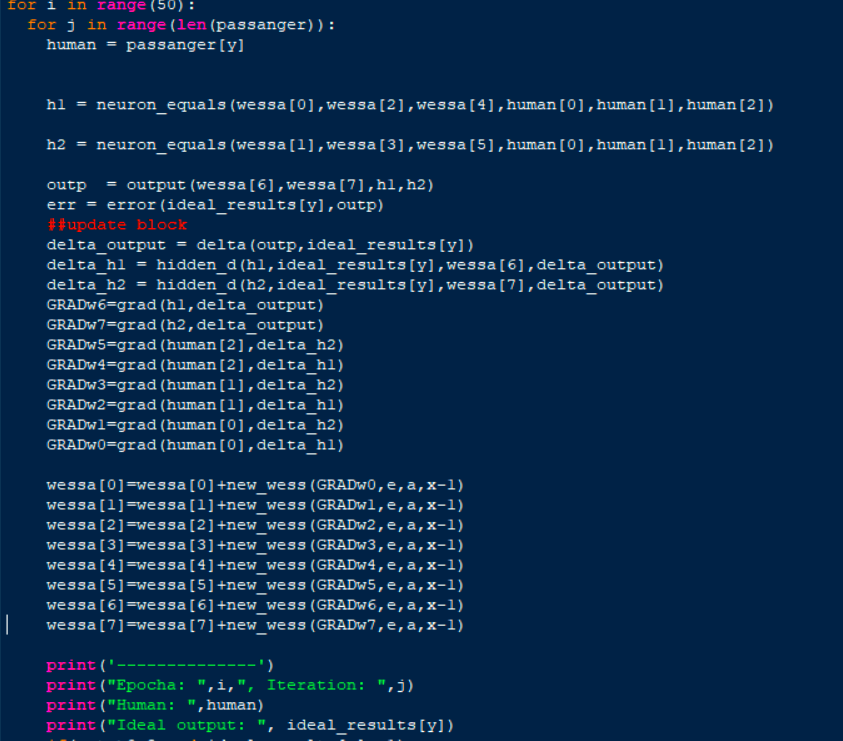 for i in range(50):
for j in range(len(passanger)):
human = passanger[y]
h1 = neuron_equals(wessa[0],wessa[2],wessa[4],human[0],human[1],human[2])
h2 = neuron_equals(wessa[1],wessa[3],wessa[5],human[0],human[1],human[2])
outp  = output(wessa[6],wessa[7],h1,h2)
err = error(ideal_results[y],outp)
##update block
delta_output = delta(outp,ideal_results[y])
delta_h1 = hidden_d(h1,ideal_results[y],wessa[6],delta_output)
delta_h2 = hidden_d(h2,ideal_results[y],wessa[7],delta_output)
GRADw6=grad(h1,delta_output)
GRADw7=grad(h2,delta_output)
GRADw5=grad(human[2],delta_h2)
GRADw4=grad(human[2],delta_h1)
GRADw3=grad(human[1],delta_h2)
GRADw2=grad(human[1],delta_h1)
GRADw1=grad(human[0],delta_h2)
GRADw0=grad(human[0],delta_h1)
wessa[0]=wessa[0]+new_wess(GRADw0,e,a,x-1)
wessa[1]=wessa[1]+new_wess(GRADw1,e,a,x-1)
wessa[2]=wessa[2]+new_wess(GRADw2,e,a,x-1)
wessa[3]=wessa[3]+new_wess(GRADw3,e,a,x-1)
wessa[4]=wessa[4]+new_wess(GRADw4,e,a,x-1)
wessa[5]=wessa[5]+new_wess(GRADw5,e,a,x-1)
wessa[6]=wessa[6]+new_wess(GRADw6,e,a,x-1)
wessa[7]=wessa[7]+new_wess(GRADw7,e,a,x-1)
print('--------------')
print("Epocha: ",i,", Iteration: ",j)
print("Human: ",human)
print("Ideal output: ", ideal_results[y])